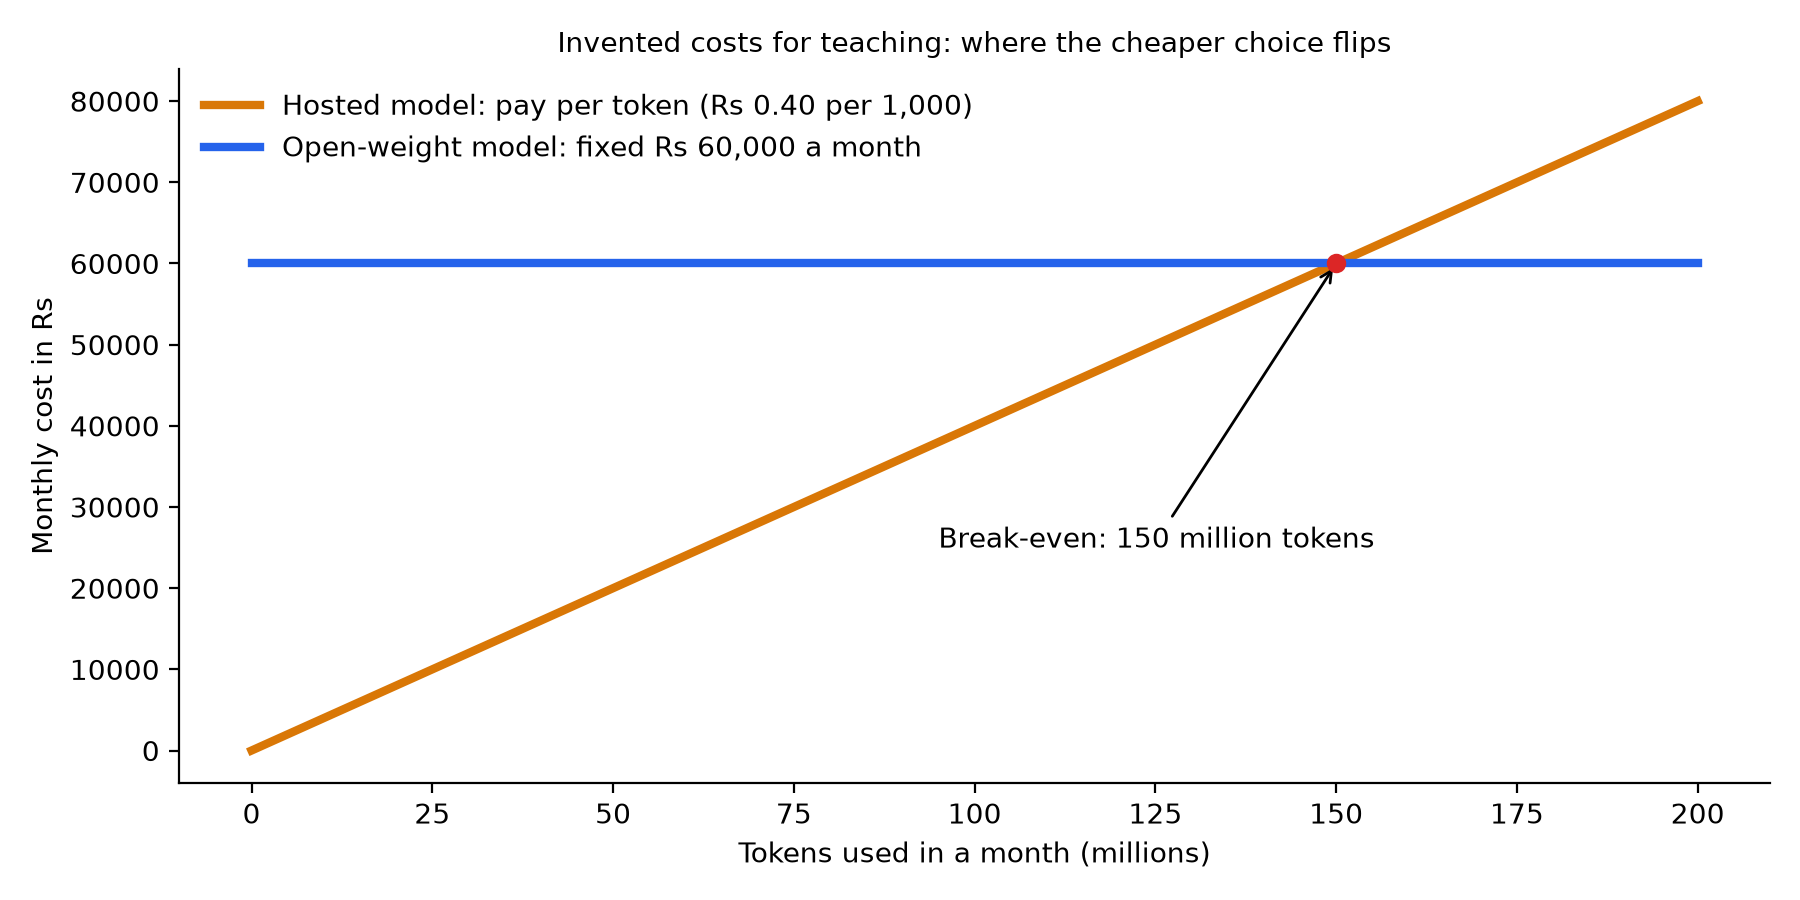 Invented costs for teaching: where the cheaper choice flips
Hosted model: pay per token (Rs 0.40 per 1,000)
Open-weight model: fixed Rs 60,000 a month
Monthly cost in Rs
80000
70000
60000
50000
40000
30000
20000
10000
0
Break-even: 150 million tokens
0 25 50 75 100 125 150 175 200
Tokens used in a month (millions)